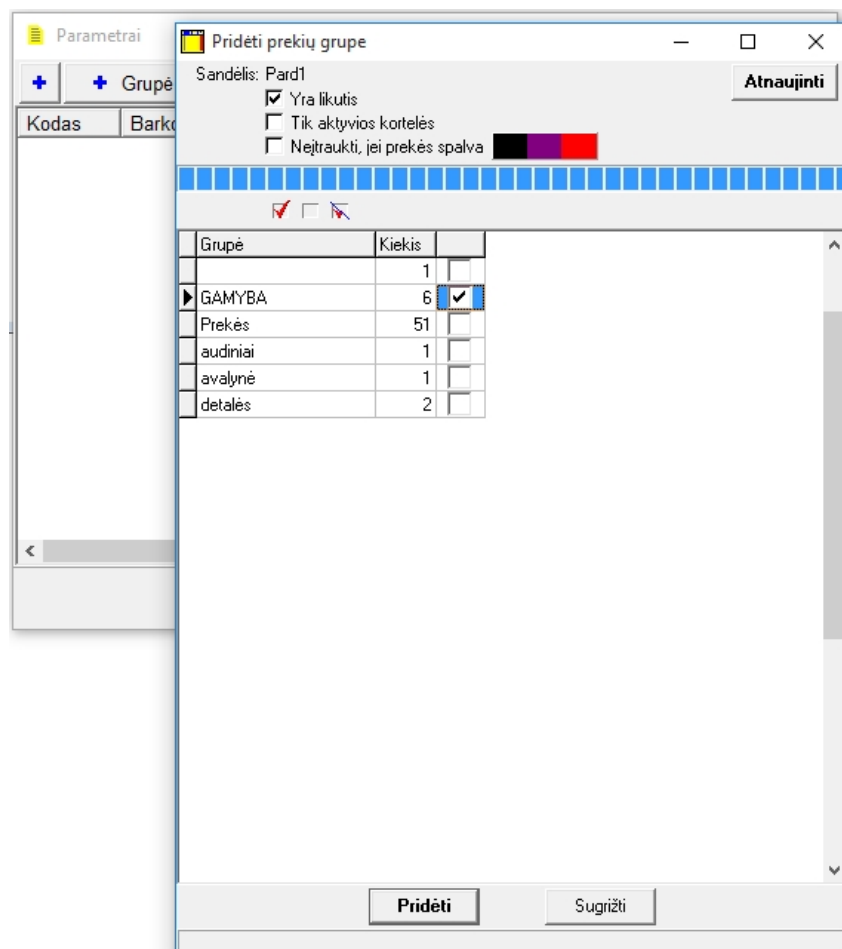 Parametrai
Grupė
Kodas
Pridėti prekių grupe
Sandėlis: Pard1
Atnaujinti
Yra likutis
Tik aktyvios kortelės
Neįtraukti, jei prekės spalva
Grupė Kiekis
1
GAMYBA 6
Prekės 51
audiniai 1
avalynė 1
detalės 2
Pridėti
Sugrįžti